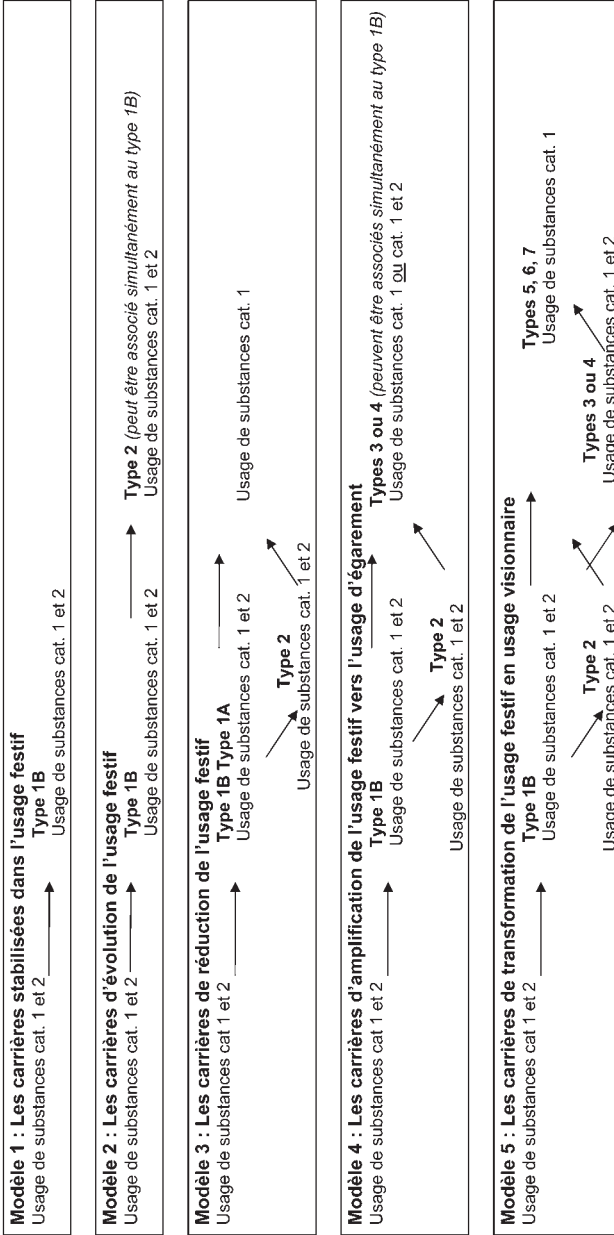 Modèle 1 : Les carrières stabilisées dans l'usage festif
Usage de substances cat. 1 et 2
Type 1B
Usage de substances cat. 1 et 2
Modèle 2 : Les carrières d'évolution de l'usage festif
Usage de substances cat. 1 et 2
Type 1B
Usage de substances cat. 1 et 2
Type 2 (peut être associé simultanément au type 1B)
Usage de substances cat. 1 et 2
Modèle 3 : Les carrières de réduction de l'usage festif
Usage de substances cat 1 et 2
Type 1B Type 1A
Usage de substances cat. 1 et 2
Usage de substances cat. 1
Type 2
Usage de substances cat. 1 et 2
Modèle 4 : Les carrières d'amplification de l'usage festif vers l'usage d'égarement
Usage de substances cat 1 et 2
Type 1B
Usage de substances cat. 1 et 2
Types 3 ou 4 (peuvent être associés simultanément au type 1B)
Usage de substances cat. 1 ou cat. 1 et 2
Type 2
Usage de substances cat. 1 et 2
Modèle 5 : Les carrières de transformation de l'usage festif en usage visionnaire
Usage de substances cat. 1 et 2
Type 1B
Usage de substances cat. 1 et 2
Types 5, 6, 7
Usage de substances cat. 1
Type 2
Usage de substances cat. 1 et 2
Types 3 ou 4
Usage de substances cat. 1 et 2